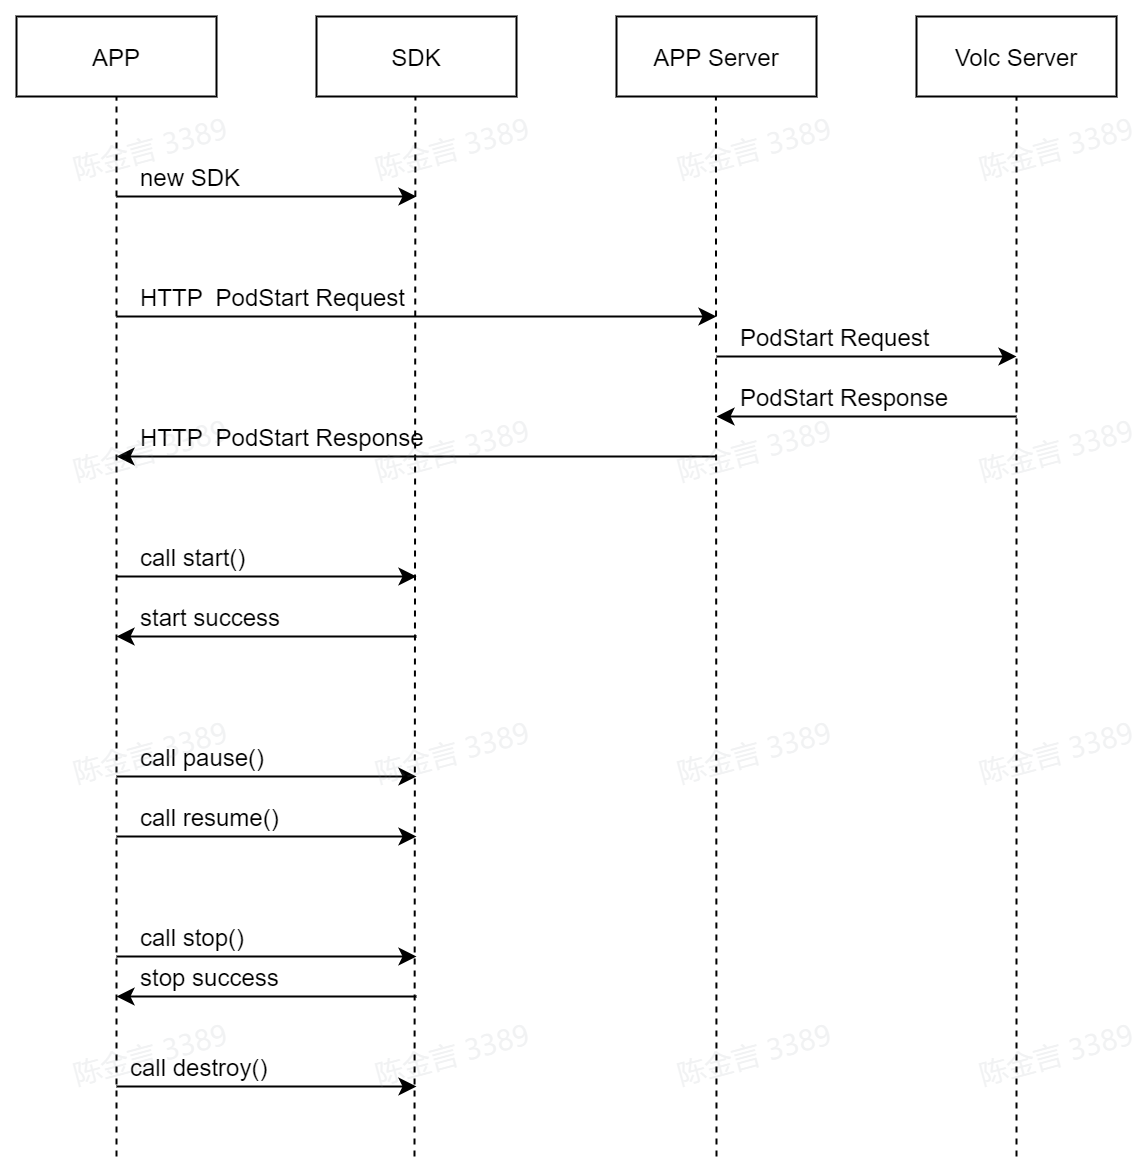 APP
SDK
APP Server
Volc Server
陈金言 3389
陈金言 3389
陈金言 3389
陈金言 3389
new SDK
HTTP  PodStart Request
PodStart Request
PodStart Response
HTTP  PodStart Response
陈金言 3389
陈金言 3389
陈金言 3389
陈金言 3389
call start()
start success
陈金言 3389
陈金言 3389
陈金言 3389
陈金言 3389
call pause()
call resume()
call stop()
stop success
陈金言 3389
陈金言 3389
陈金言 3389
陈金言 3389
call destroy()